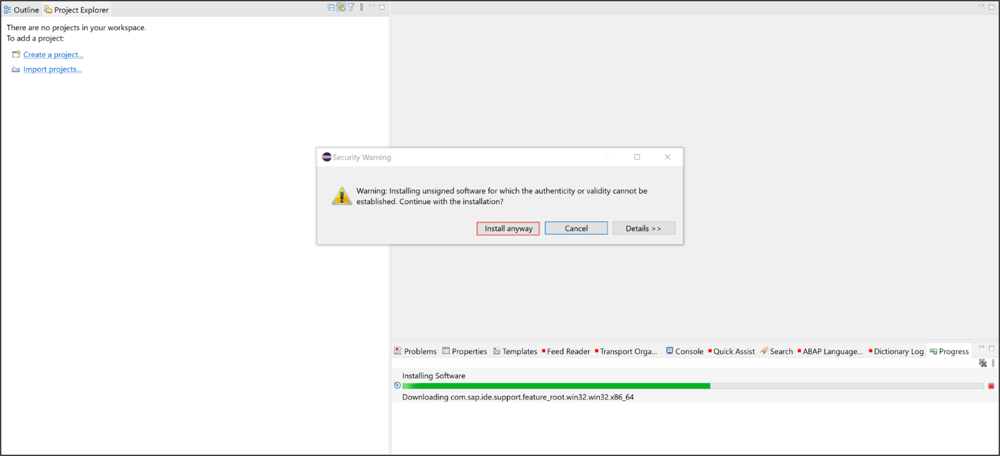 Outline Project Explorer
There are no projects in your workspace.
To add a project:
Create a project...
Import projects...
Security Warning
Warning: Installing unsigned software for which the authenticity or validity cannot be
established. Continue with the installation?
Install anyway Cancel Details >>
Problems Properties Templates Feed Reader Transport Orga... Console Quick Assist Search ABAP Language... Dictionary Log Progress
Installing Software
Downloading com.sap.ide.support.feature_root.win32.win32.x86_64